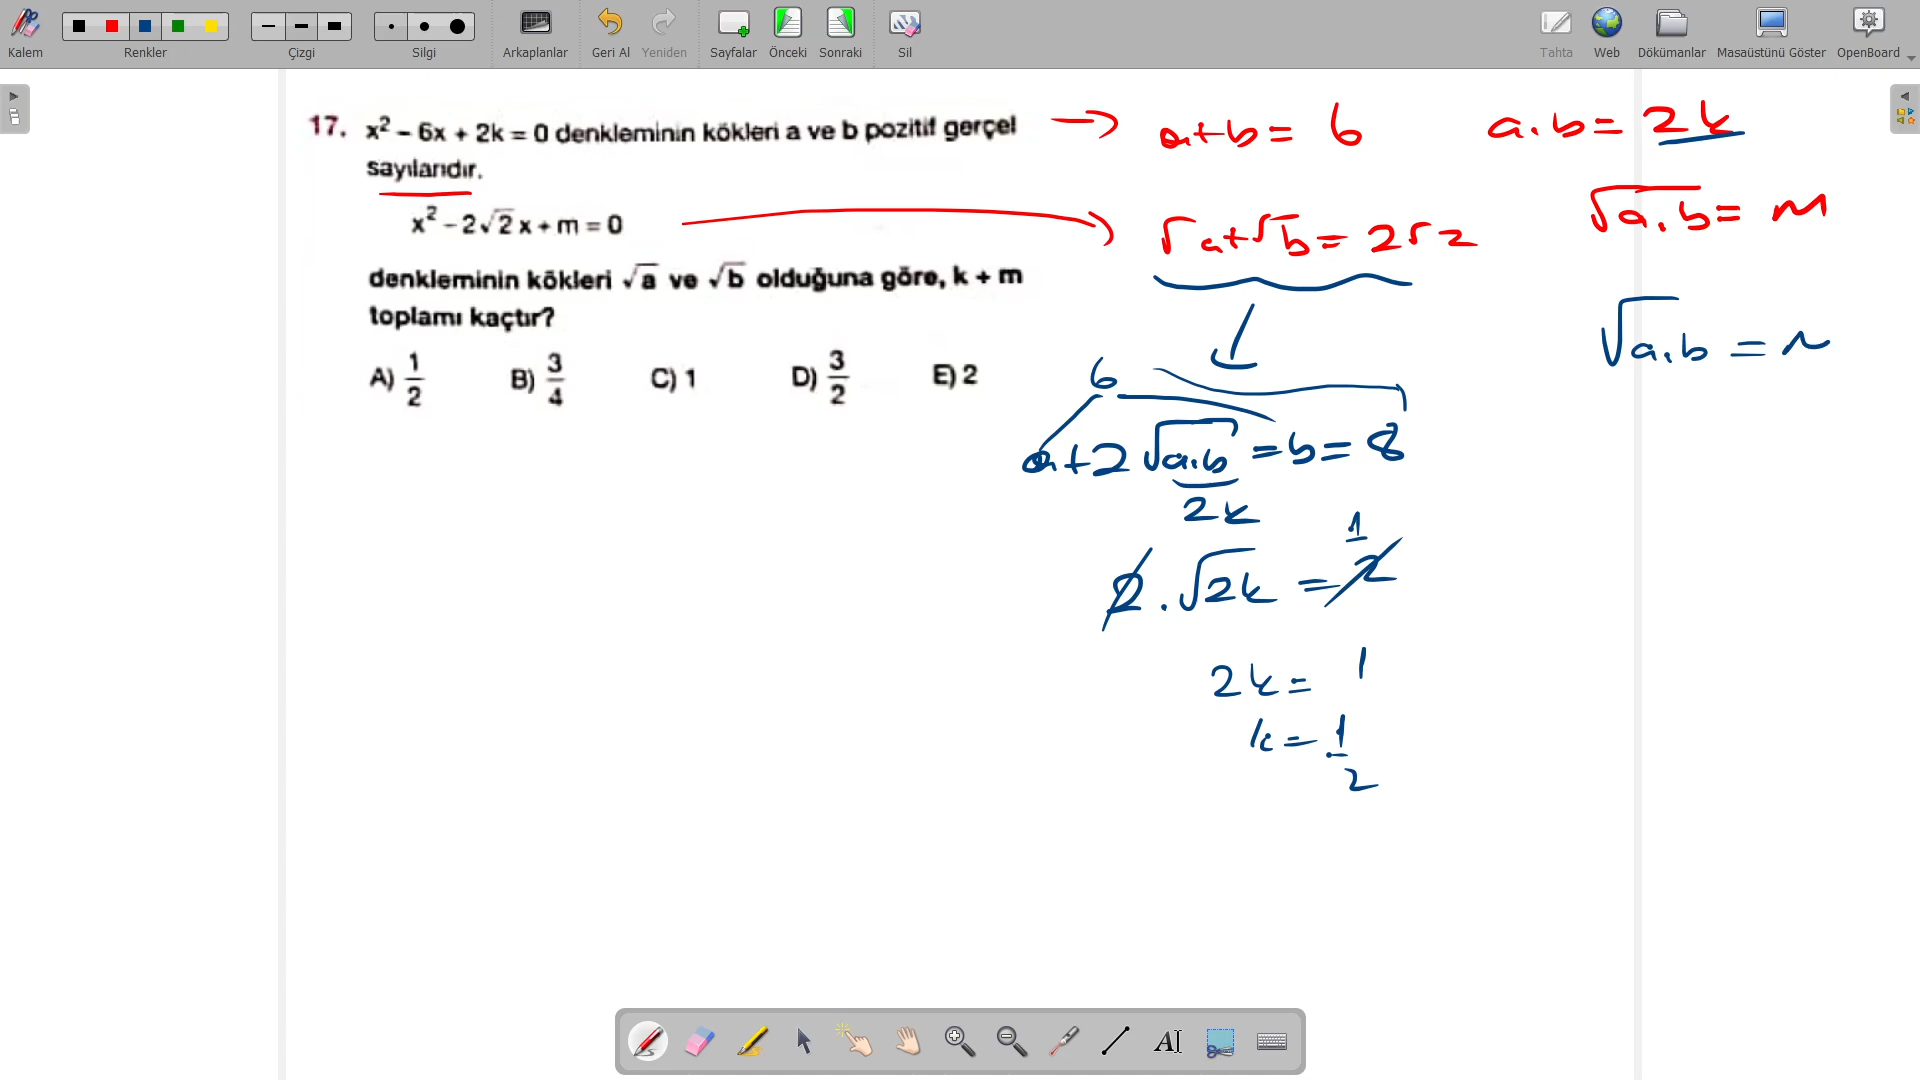 Kalem Renkler Çizgi Silgi Arkaplanlar Geri Al Yeniden Sayfalar Önceki Sonraki Sil Tahta Web Dökümanlar Masaüstünü Göster OpenBoard
17. x² - 6x + 2k = 0 denkleminin kökleri a ve b pozitif gerçel
sayılarıdır.
x² - 2√2 x + m = 0
denkleminin kökleri √a ve √b olduğuna göre, k + m
toplamı kaçtır?
A) 1/2 B) 3/4 C) 1 D) 3/2 E) 2
→ a+b = 6 a.b = 2k
√a+√b = 2√2 √a.b = m
√a.b = m
6
a+2√a.b = b = 8
2k
1
2.√2k = 2
2k = 1
k = 1/2